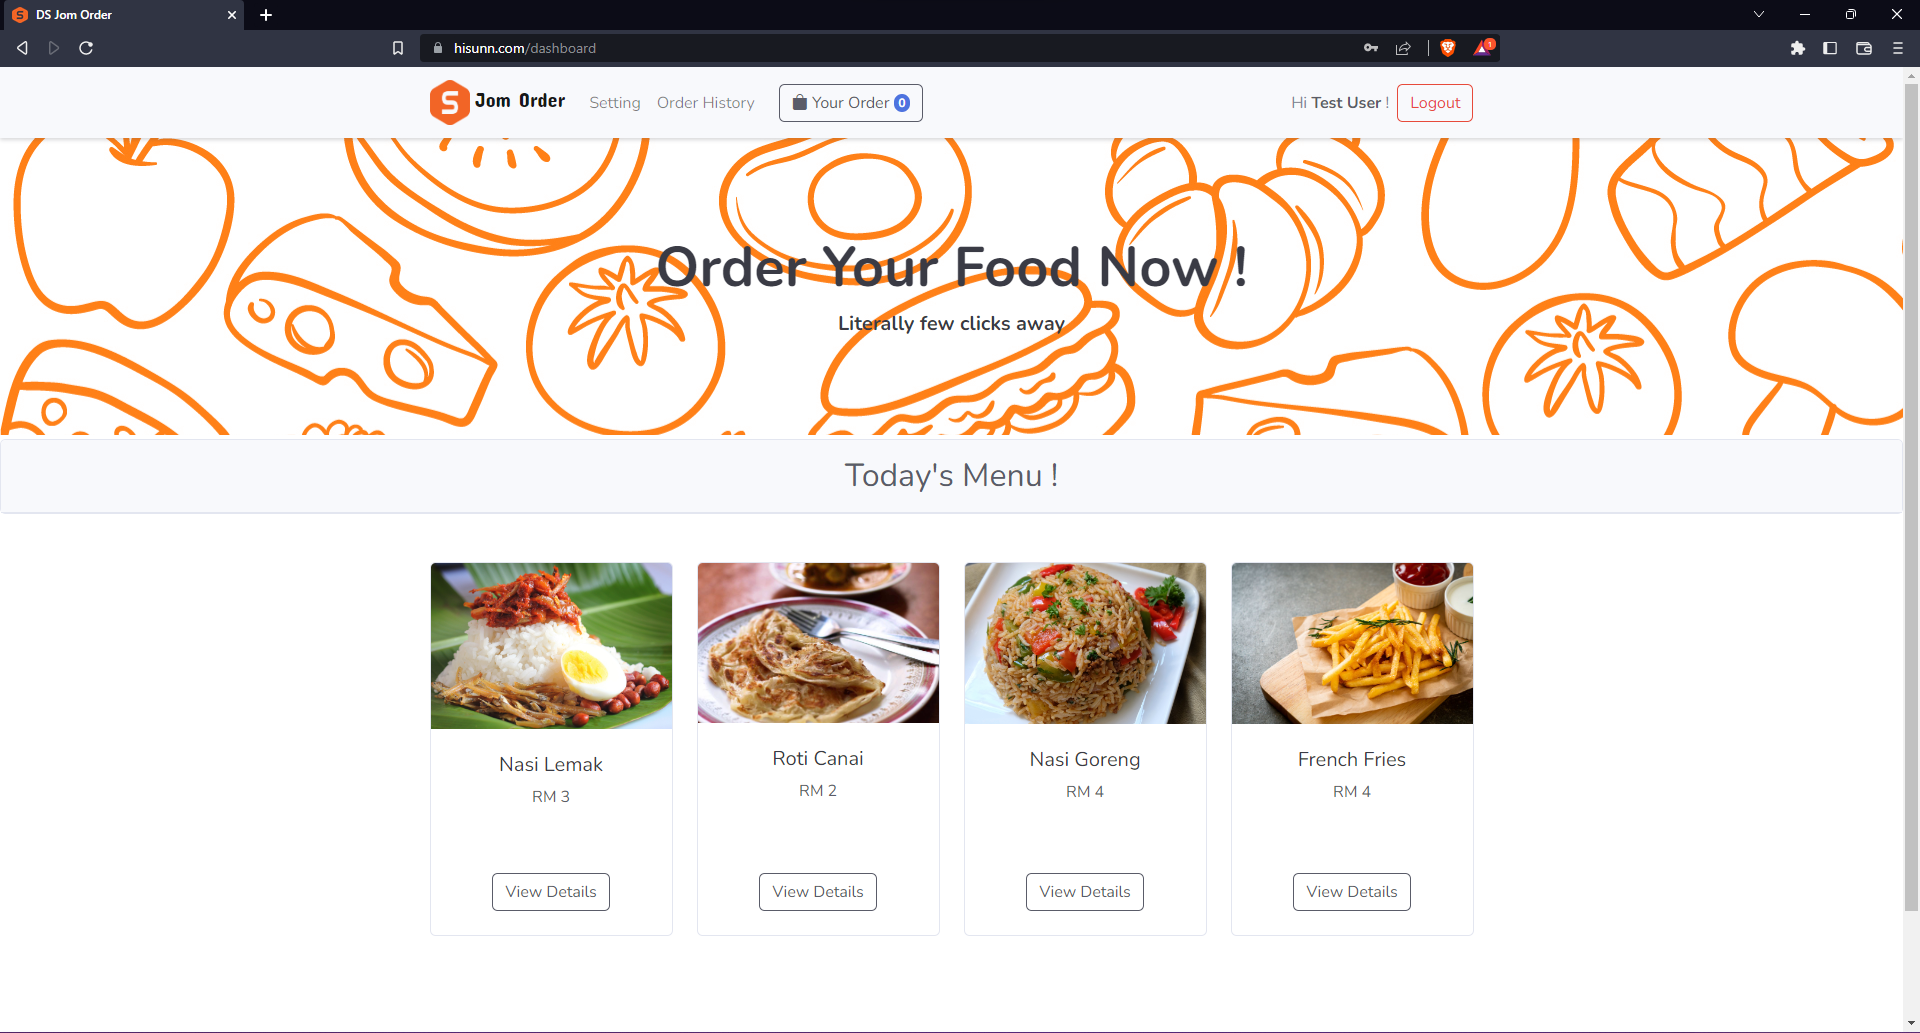 DS Jom Order
hisunn.com/dashboard
1
S Jom Order Setting Order History Your Order 0 Hi Test User ! Logout
Order Your Food Now !
Literally few clicks away
Today's Menu !
Nasi Lemak
RM 3
View Details
Roti Canai
RM 2
View Details
Nasi Goreng
RM 4
View Details
French Fries
RM 4
View Details